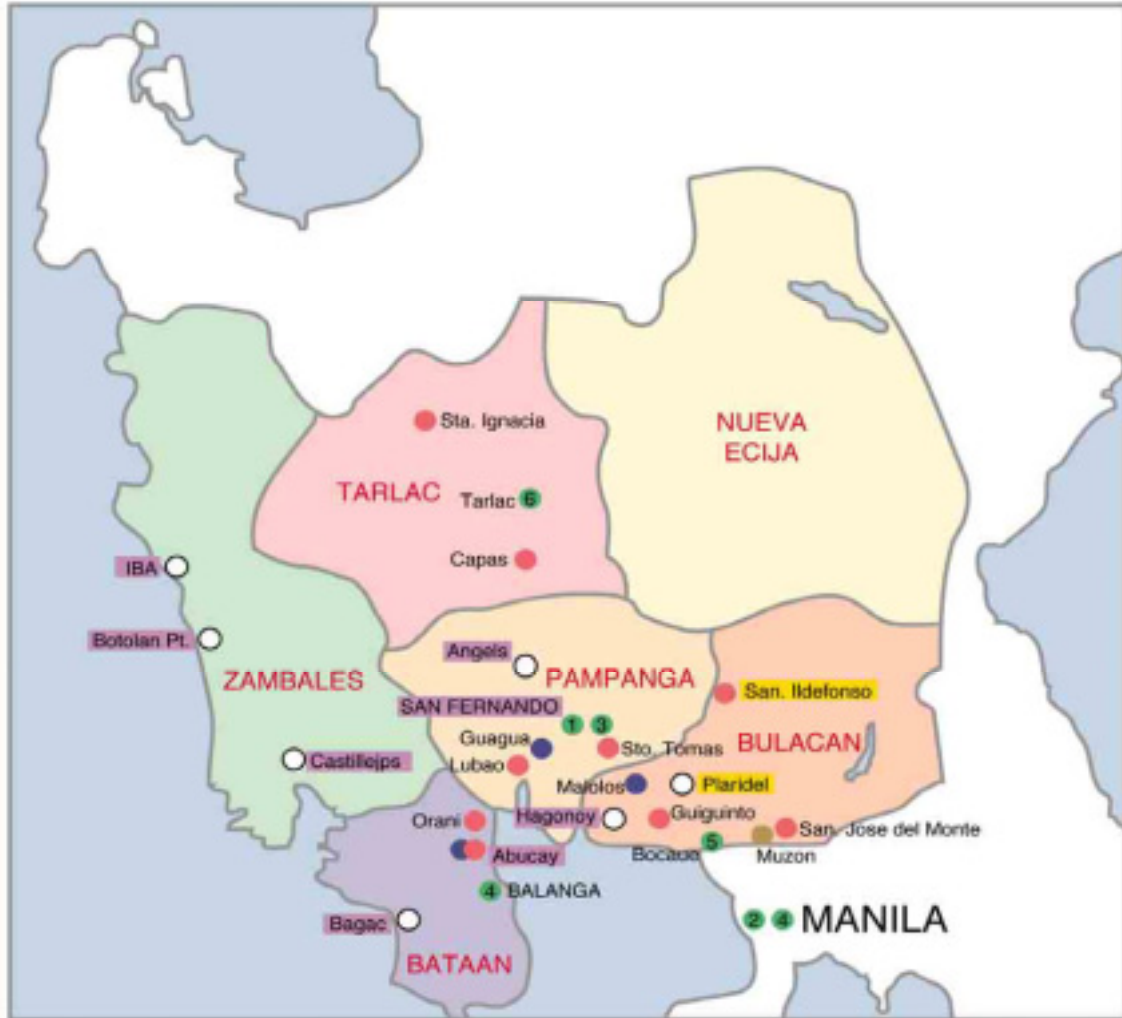 NUEVA
ECIJA
Sta. Ignacia
TARLAC
Tarlac 6
Capas
IBA
Botolan Pt.
ZAMBALES
Angels
PAMPANGA
San. Ildefonso
SAN FERNANDO
1 3
BULACAN
Guagua
Sto. Tomas
Lubao
Castillejps
Malolos
Plaridel
Orani
Hagonoy
Guiguinto
San. Jose del Monte
Abucay
Bocaue
5
Muzon
4 BALANGA
Bagac
2 4 MANILA
BATAAN